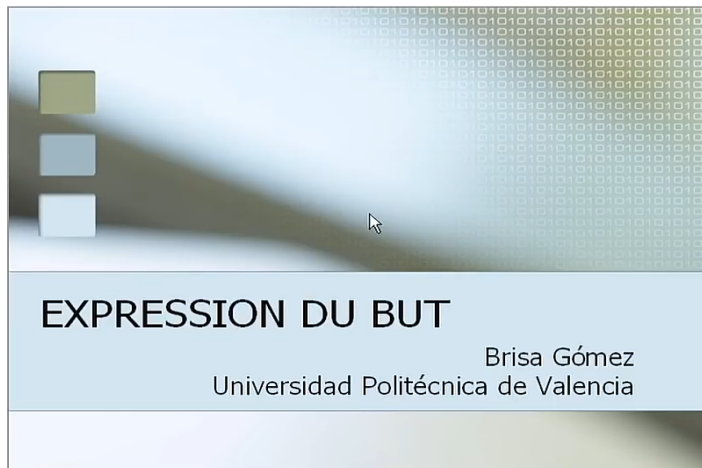 EXPRESSION DU BUT
Brisa Gómez
Universidad Politécnica de Valencia